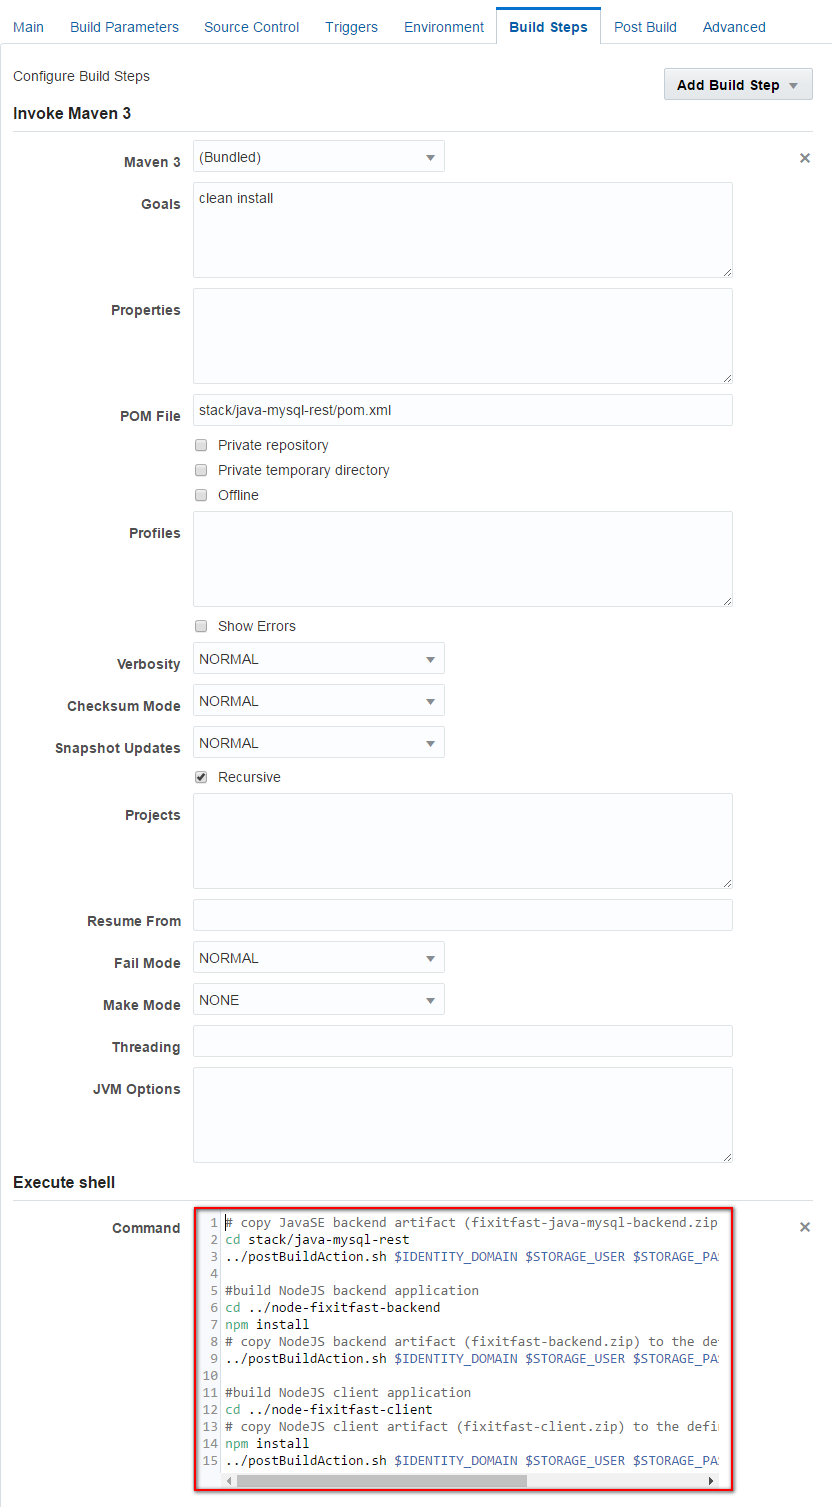 Main Build Parameters Source Control Triggers Environment Build Steps Post Build Advanced
Configure Build Steps
Add Build Step
Invoke Maven 3
Maven 3 (Bundled)
Goals clean install
Properties
POM File stack/java-mysql-rest/pom.xml
Private repository
Private temporary directory
Offline
Profiles
Show Errors
Verbosity NORMAL
Checksum Mode NORMAL
Snapshot Updates NORMAL
Recursive
Projects
Resume From
Fail Mode NORMAL
Make Mode NONE
Threading
JVM Options
Execute shell
Command
1 # copy JavaSE backend artifact (fixitfast-java-mysql-backend.zip
2 cd stack/java-mysql-rest
3 ../postBuildAction.sh $IDENTITY_DOMAIN $STORAGE_USER $STORAGE_PAS
4
5 #build NodeJS backend application
6 cd ../node-fixitfast-backend
7 npm install
8 # copy NodeJS backend artifact (fixitfast-backend.zip) to the def
9 ../postBuildAction.sh $IDENTITY_DOMAIN $STORAGE_USER $STORAGE_PAS
10
11 #build NodeJS client application
12 cd ../node-fixitfast-client
13 # copy NodeJS client artifact (fixitfast-client.zip) to the defin
14 npm install
15 ../postBuildAction.sh $IDENTITY_DOMAIN $STORAGE_USER $STORAGE_PAS